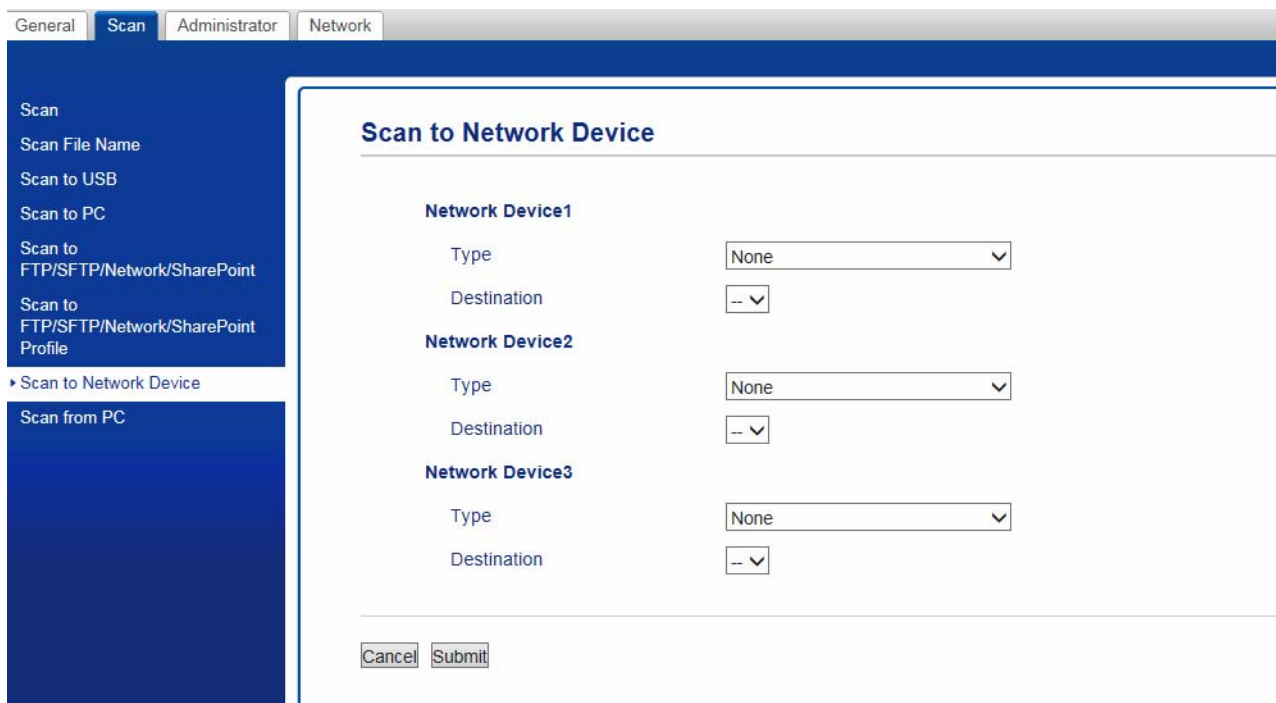 General Scan Administrator Network
Scan
Scan File Name
Scan to USB
Scan to PC
Scan to
FTP/SFTP/Network/SharePoint
Scan to
FTP/SFTP/Network/SharePoint
Profile
Scan to Network Device
Scan from PC
Scan to Network Device
Network Device1
Type None
Destination --
Network Device2
Type None
Destination --
Network Device3
Type None
Destination --
Cancel Submit